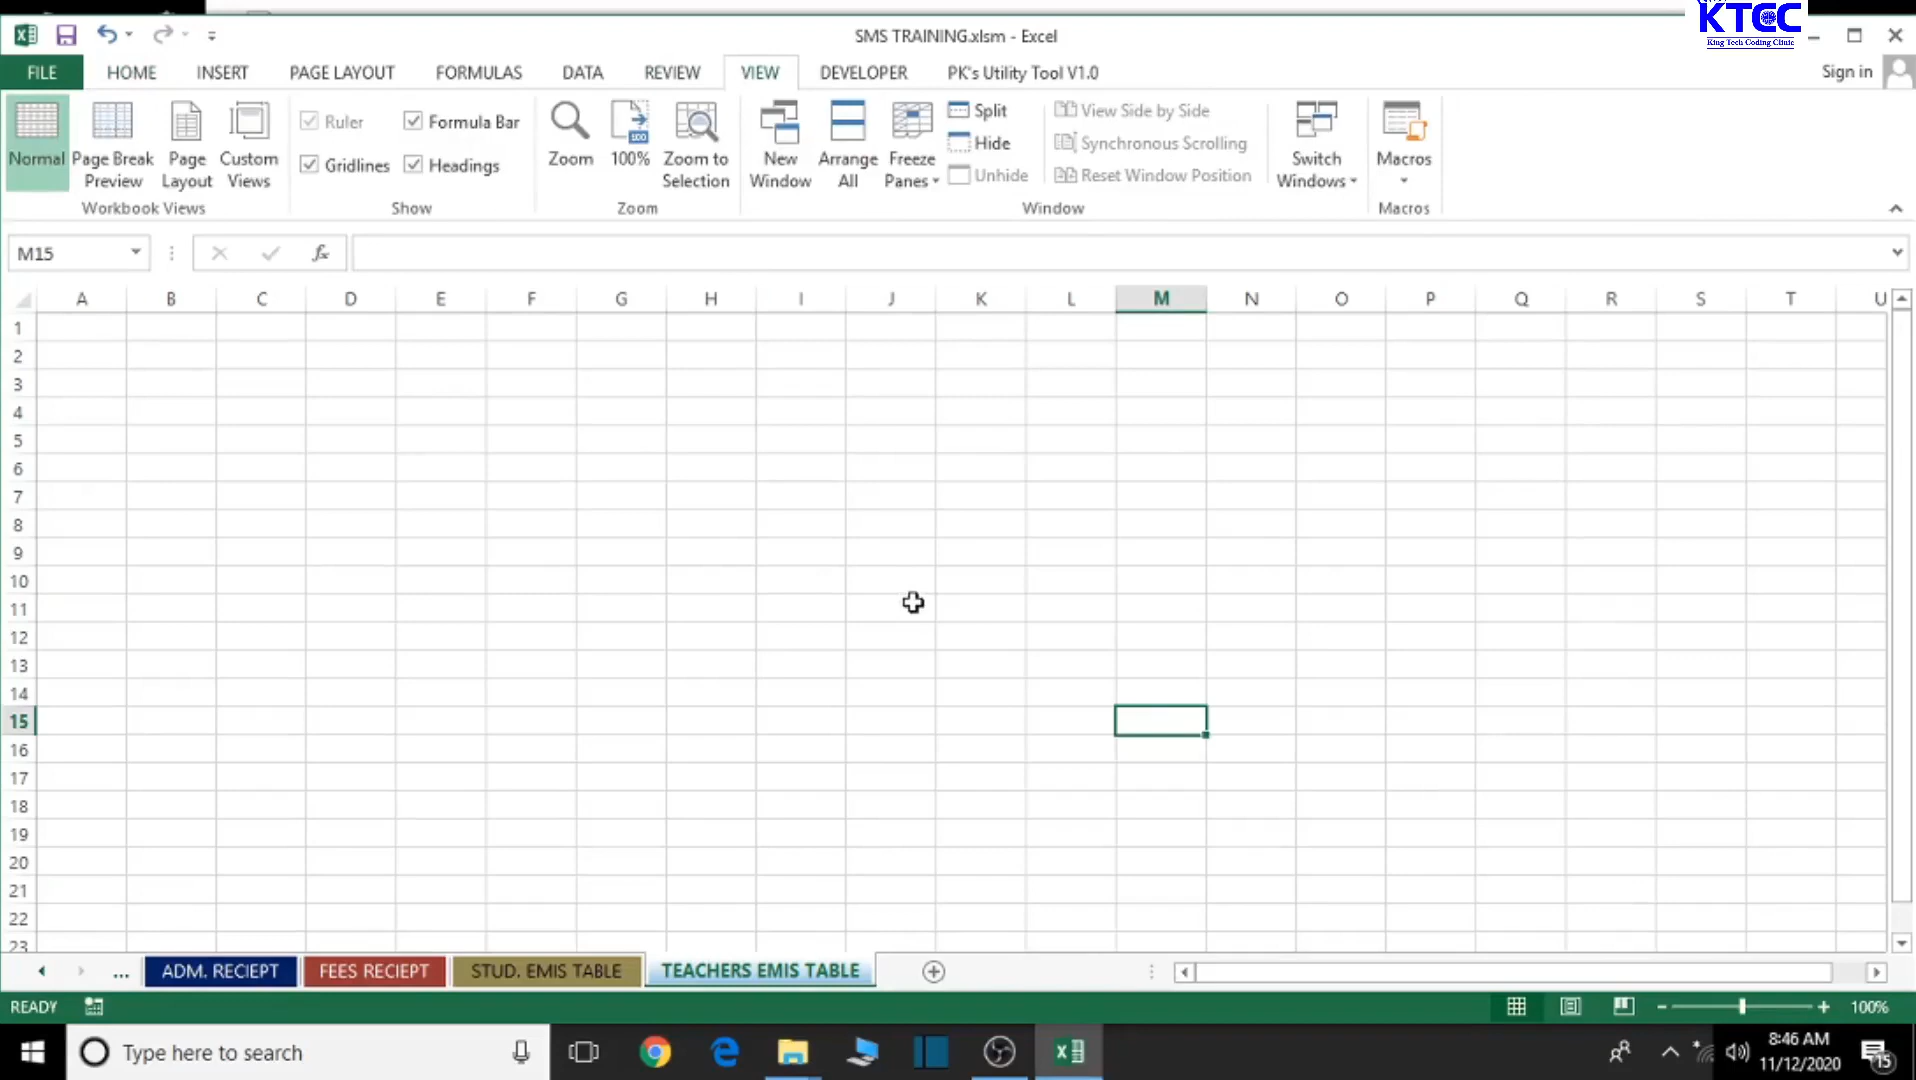 SMS TRAINING.xlsm - Excel
KTCC
King Tech Coding Clinic
FILE HOME INSERT PAGE LAYOUT FORMULAS DATA REVIEW VIEW DEVELOPER PK's Utility Tool V1.0 Sign in
Normal
Page Break Preview
Page Layout
Custom Views
Workbook Views
Ruler
Formula Bar
Gridlines
Headings
Show
Zoom
100
100%
Zoom to Selection
Zoom
New Window
Arrange All
Freeze Panes
Split
Hide
Unhide
View Side by Side
Synchronous Scrolling
Reset Window Position
Window
Switch Windows
Macros
Macros
M15
fx
A B C D E F G H I J K L M N O P Q R S T U
1
2
3
4
5
6
7
8
9
10
11
12
13
14
15
16
17
18
19
20
21
22
23
... ADM. RECIEPT FEES RECIEPT STUD. EMIS TABLE TEACHERS EMIS TABLE
READY 100%
Type here to search
8:46 AM
11/12/2020
15